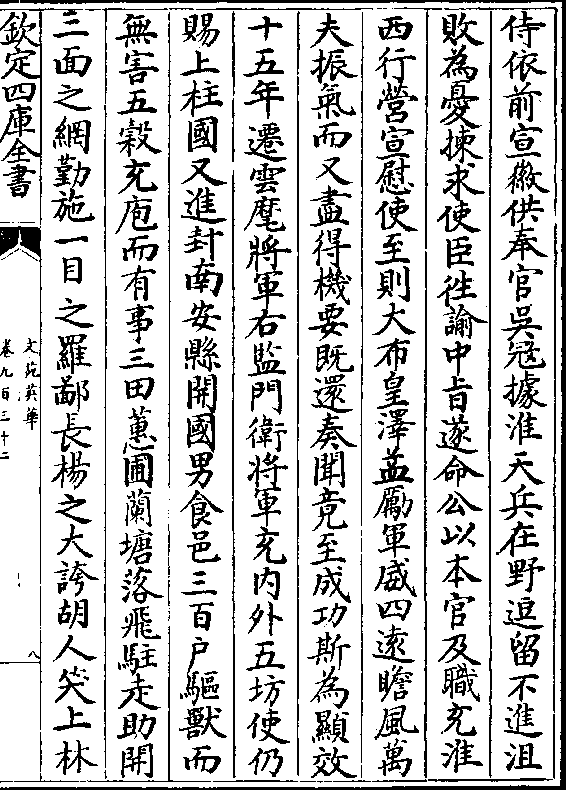 侍依前宣徽供奉官吳冦據淮天兵在野逗留不進沮
敗為憂揀求使臣徃諭中旨遂命公以本官及職充淮
西行營宣慰使至則大布皇澤益勵軍威四遠瞻風萬
夫振氣而又盡得機要既還奏聞竟至成功斯為顯效
十五年遷雲麾將軍右監門衛將軍充内外五坊使仍
賜上柱國又進封南安縣開國男食邑三百户驅獸而
無害五穀充庖而有事三田蕙圃蘭塘落飛駐走助開
三面之網勤施一目之羅鄙長楊之大誇胡人笑上林
欽定四庫全書
文苑英華
卷九百三十二
八